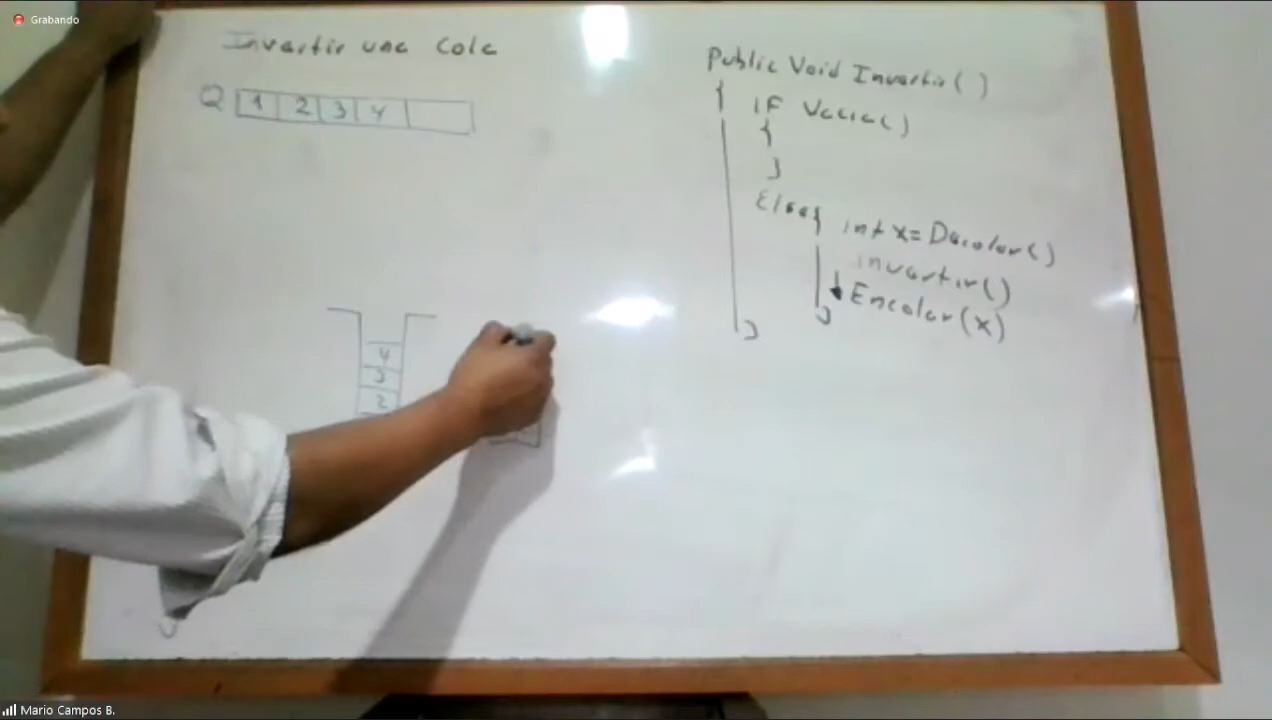 Grabando
Invertir una Cola
Q 1 2 3 4
Public Void Invertir()
{ IF Vacia()
{
}
Else{ int x= Decolar()
invertir()
Encolar(x)
}
}
4
3
2
Mario Campos B.